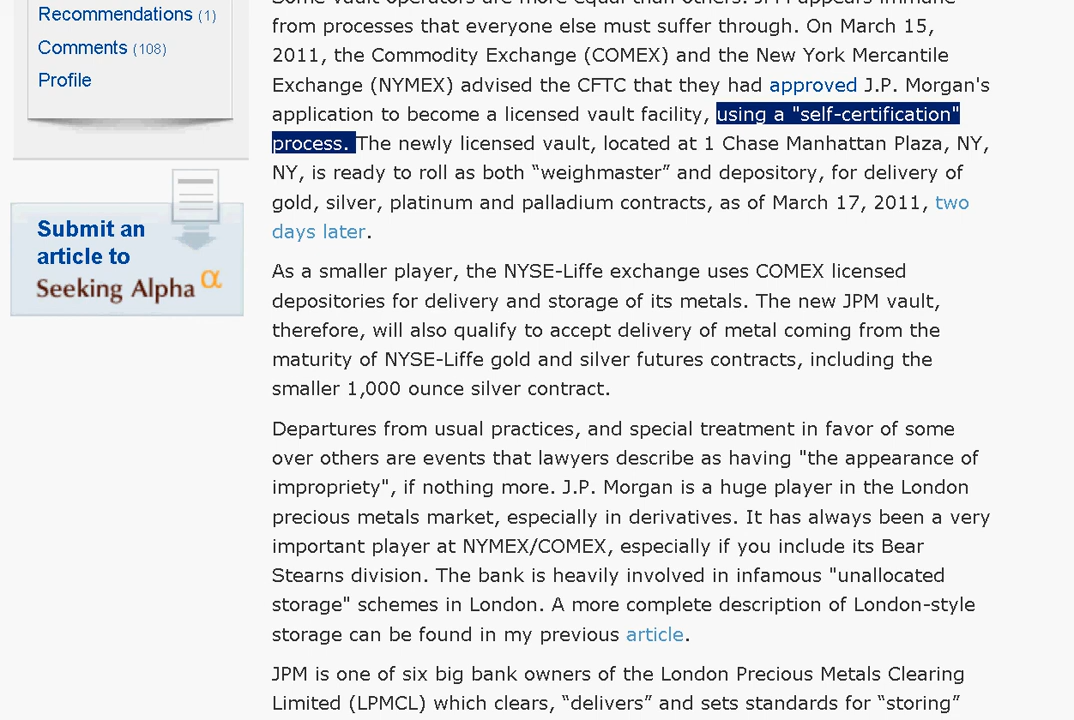 Recommendations (1)
Comments (108)
Profile
Submit an
article to
Seeking Alpha α
from processes that everyone else must suffer through. On March 15,
2011, the Commodity Exchange (COMEX) and the New York Mercantile
Exchange (NYMEX) advised the CFTC that they had approved J.P. Morgan's
application to become a licensed vault facility, using a "self-certification"
process. The newly licensed vault, located at 1 Chase Manhattan Plaza, NY,
NY, is ready to roll as both “weighmaster” and depository, for delivery of
gold, silver, platinum and palladium contracts, as of March 17, 2011, two
days later.
As a smaller player, the NYSE-Liffe exchange uses COMEX licensed
depositories for delivery and storage of its metals. The new JPM vault,
therefore, will also qualify to accept delivery of metal coming from the
maturity of NYSE-Liffe gold and silver futures contracts, including the
smaller 1,000 ounce silver contract.
Departures from usual practices, and special treatment in favor of some
over others are events that lawyers describe as having "the appearance of
impropriety", if nothing more. J.P. Morgan is a huge player in the London
precious metals market, especially in derivatives. It has always been a very
important player at NYMEX/COMEX, especially if you include its Bear
Stearns division. The bank is heavily involved in infamous "unallocated
storage" schemes in London. A more complete description of London-style
storage can be found in my previous article.
JPM is one of six big bank owners of the London Precious Metals Clearing
Limited (LPMCL) which clears, “delivers” and sets standards for “storing”